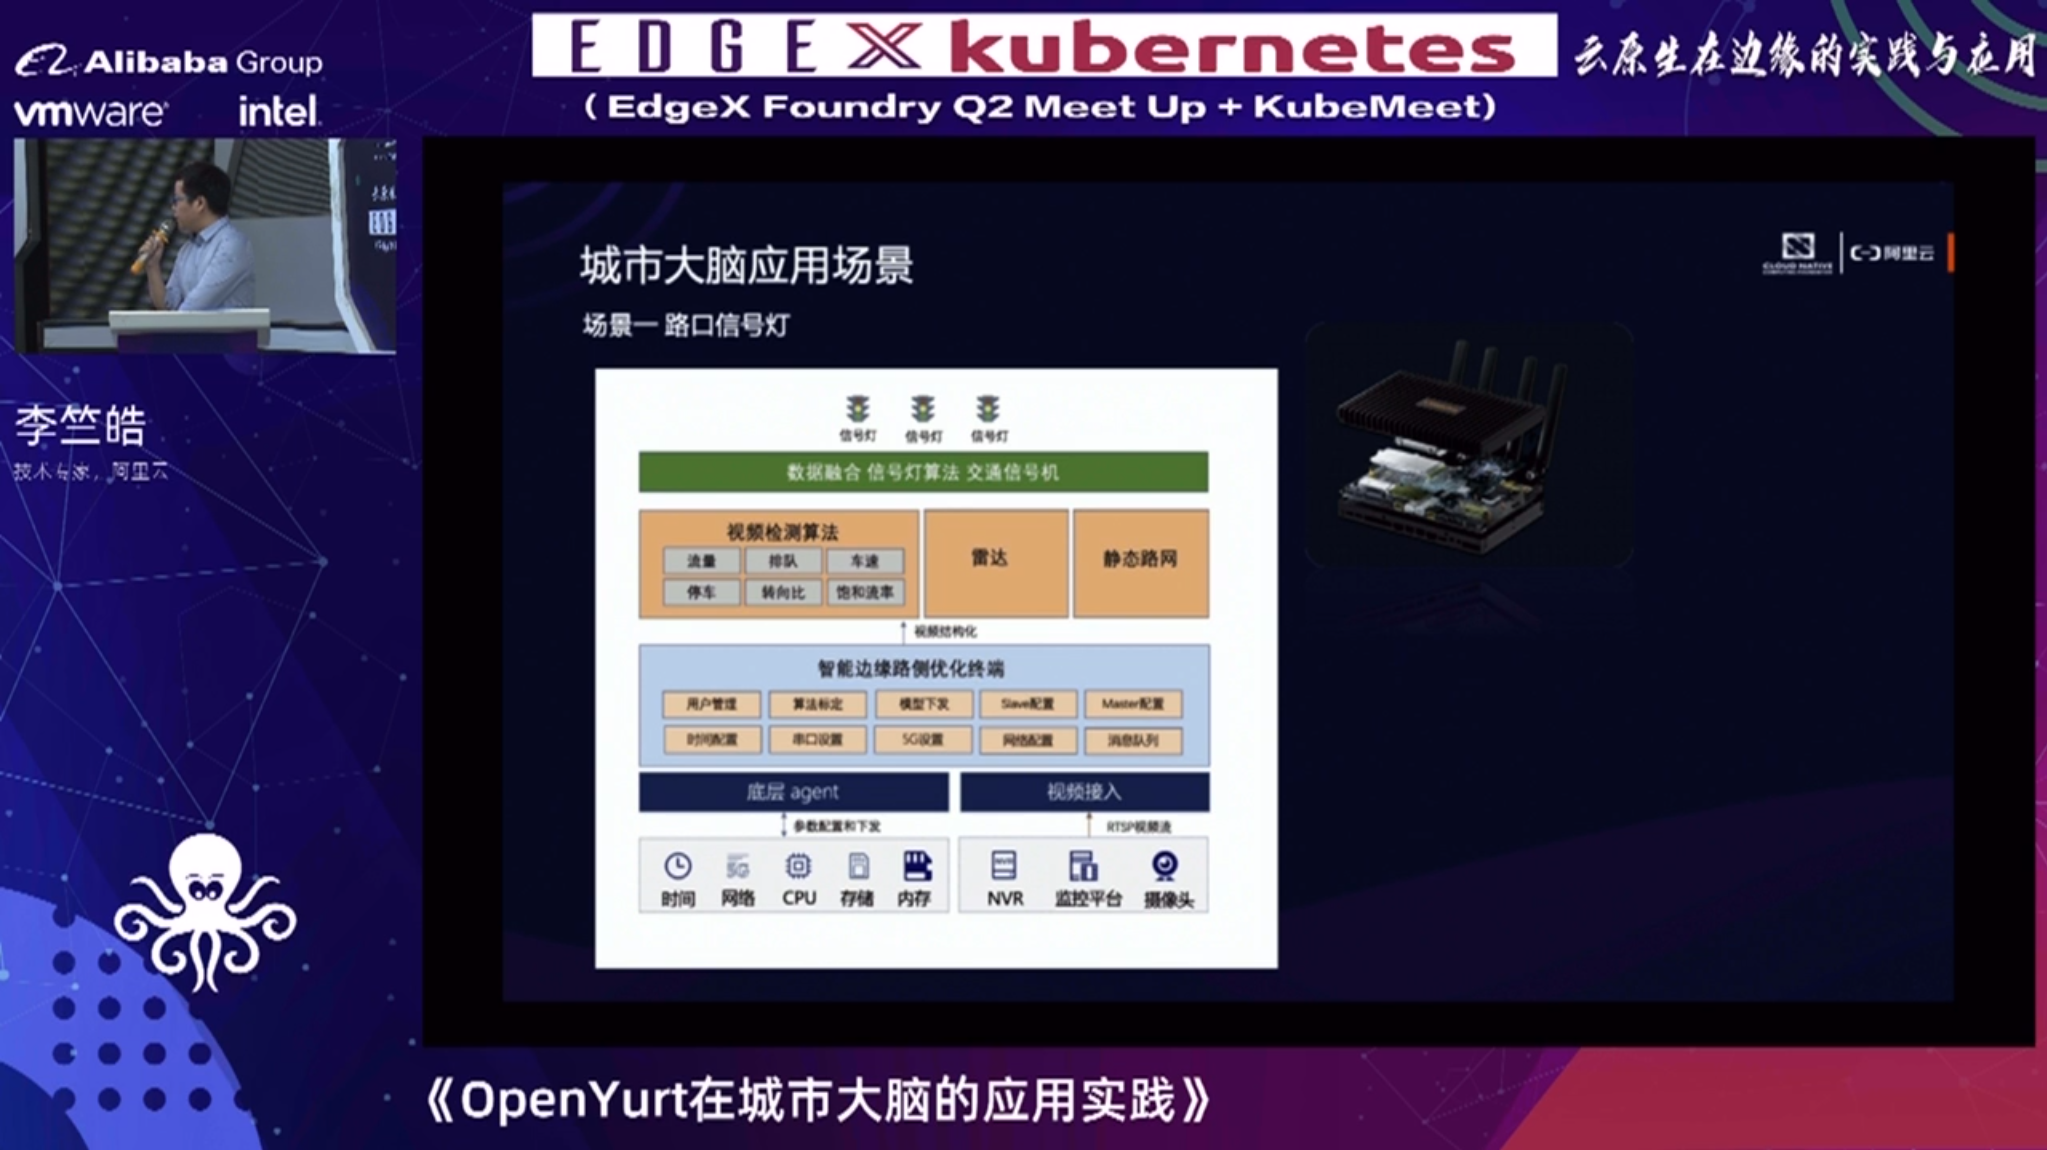 Alibaba Group
vmware
intel
EDGE X kubernetes
云原生在边缘的实践与应用
( EdgeX Foundry Q2 Meet Up + KubeMeet)
李竺皓
技术专家，阿里云
城市大脑应用场景
CLOUD NATIVE
阿里云
场景一 路口信号灯
信号灯 信号灯 信号灯
数据融合 信号灯算法 交通信号机
视频检测算法
流量 排队 车速
停车 转向比 饱和流率
雷达
静态路网
视频结构化
智能边缘路侧优化终端
用户管理 算法标定 模型下发 Slave配置 Master配置
时间配置 串口设置 5G设置 网络配置 消息队列
底层 agent
视频接入
参数配置和下发
RTSP视频流
5G
NVR
时间 网络 CPU 存储 内存
NVR 监控平台 摄像头
《OpenYurt在城市大脑的应用实践》